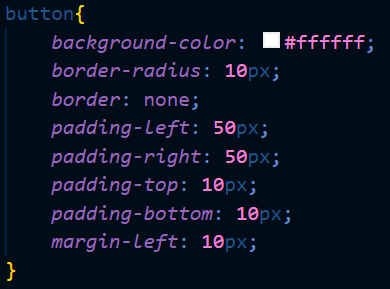 button{
    background-color: #ffffff;
    border-radius: 10px;
    border: none;
    padding-left: 50px;
    padding-right: 50px;
    padding-top: 10px;
    padding-bottom: 10px;
    margin-left: 10px;
}